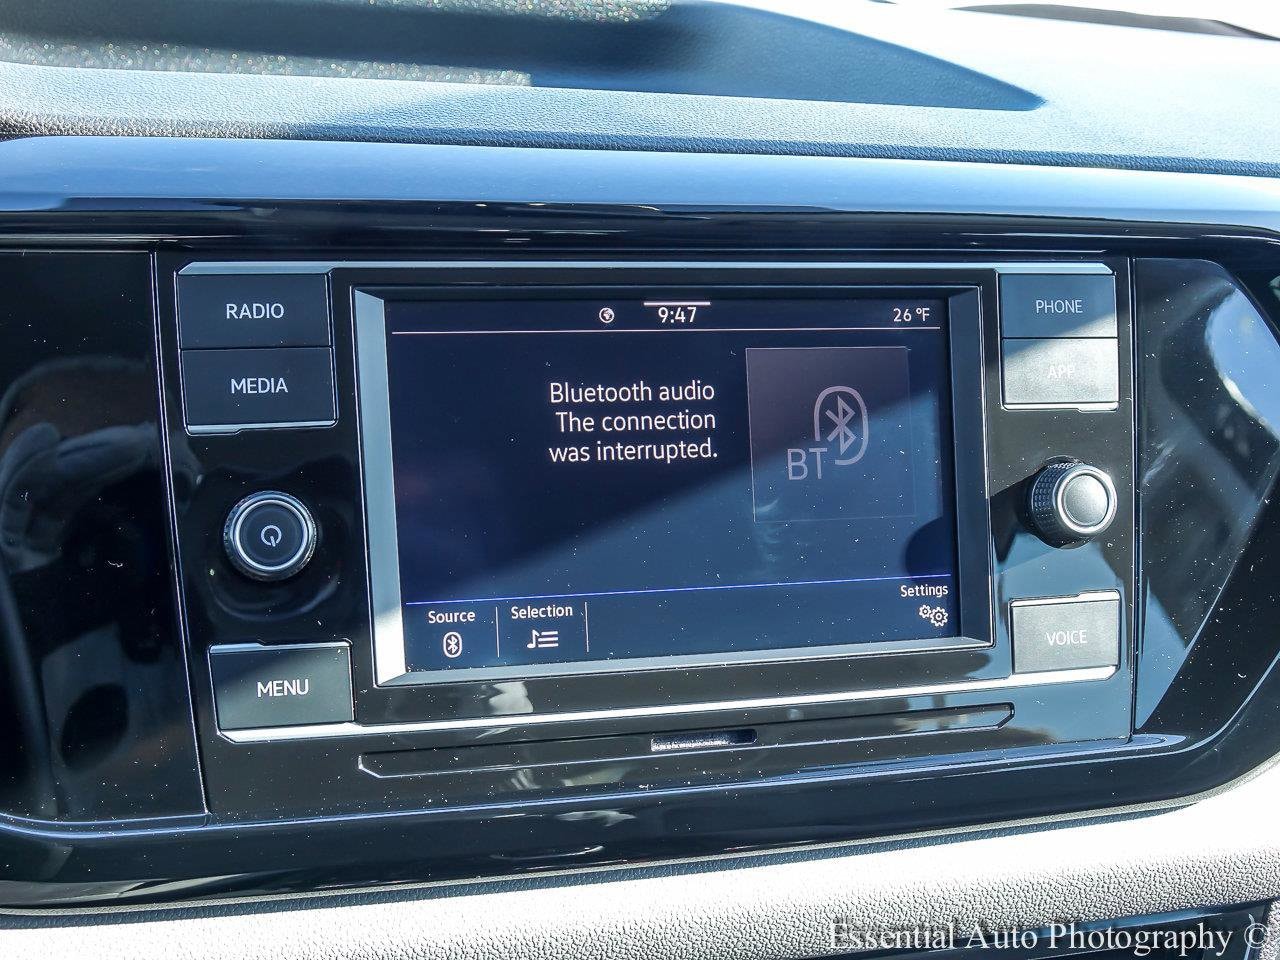 RADIO
MEDIA
MENU
9:47
26 °F
Bluetooth audio
The connection
was interrupted.
BT
Source
Selection
Settings
PHONE
APP
VOICE
Essential Auto Photography ©